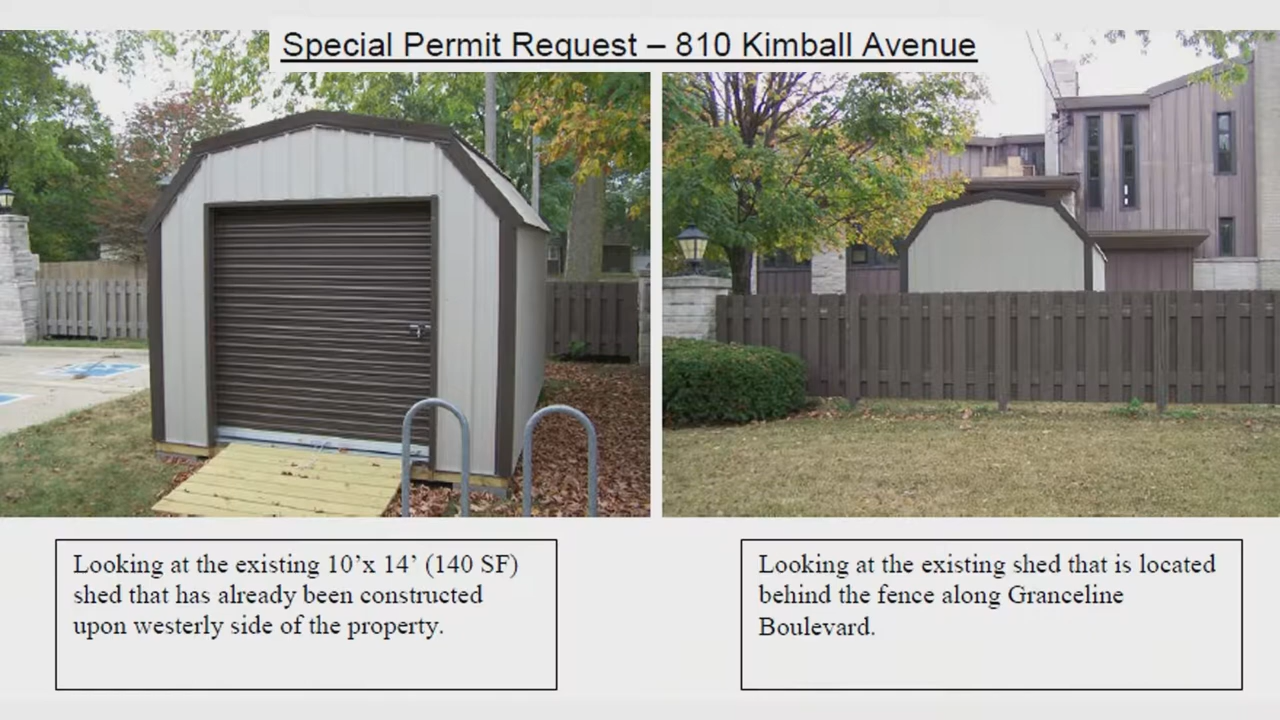 Special Permit Request – 810 Kimball Avenue
Looking at the existing 10’x 14’ (140 SF)
shed that has already been constructed
upon westerly side of the property.
Looking at the existing shed that is located
behind the fence along Granceline
Boulevard.